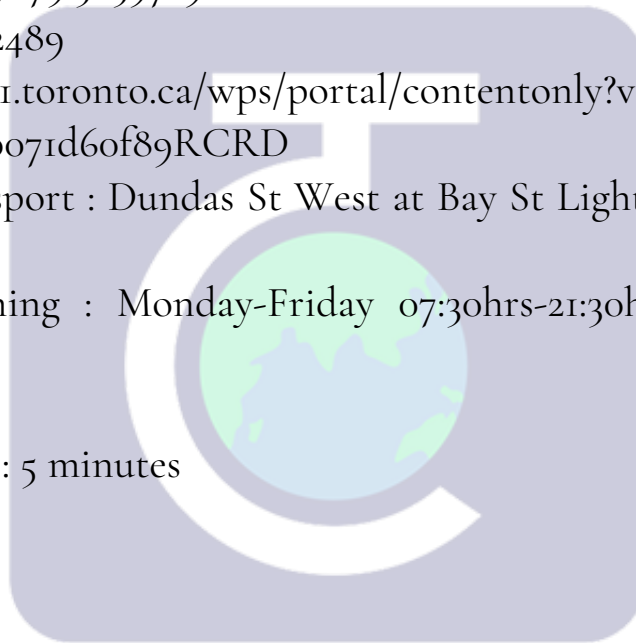 2489
1.toronto.ca/wps/portal/contentonly?v
0071d60f89RCRD
sport : Dundas St West at Bay St Light
ning : Monday-Friday 07:30hrs-21:30h
: 5 minutes